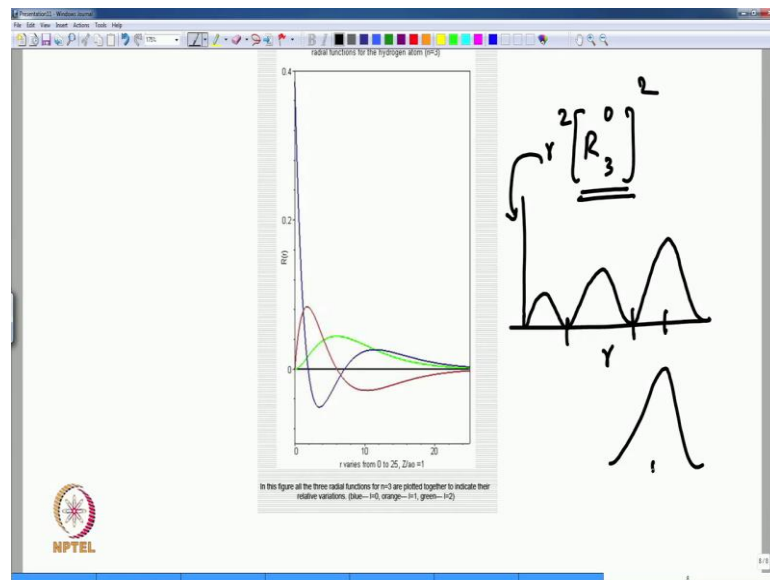 Presentation11 - Windows Journal
File Edit View Insert Actions Tools Help
B I
radial functions for the hydrogen atom (n=3)
0.4
0.2
R(r)
0
0 10 20
r varies from 0 to 25, Z/ao =1
In this figure all the three radial functions for n=3 are plotted together to indicate their
relative variations. (blue--- l=0, orange--- l=1, green--- l=2)
r² [R₃⁰]²
r
NPTEL